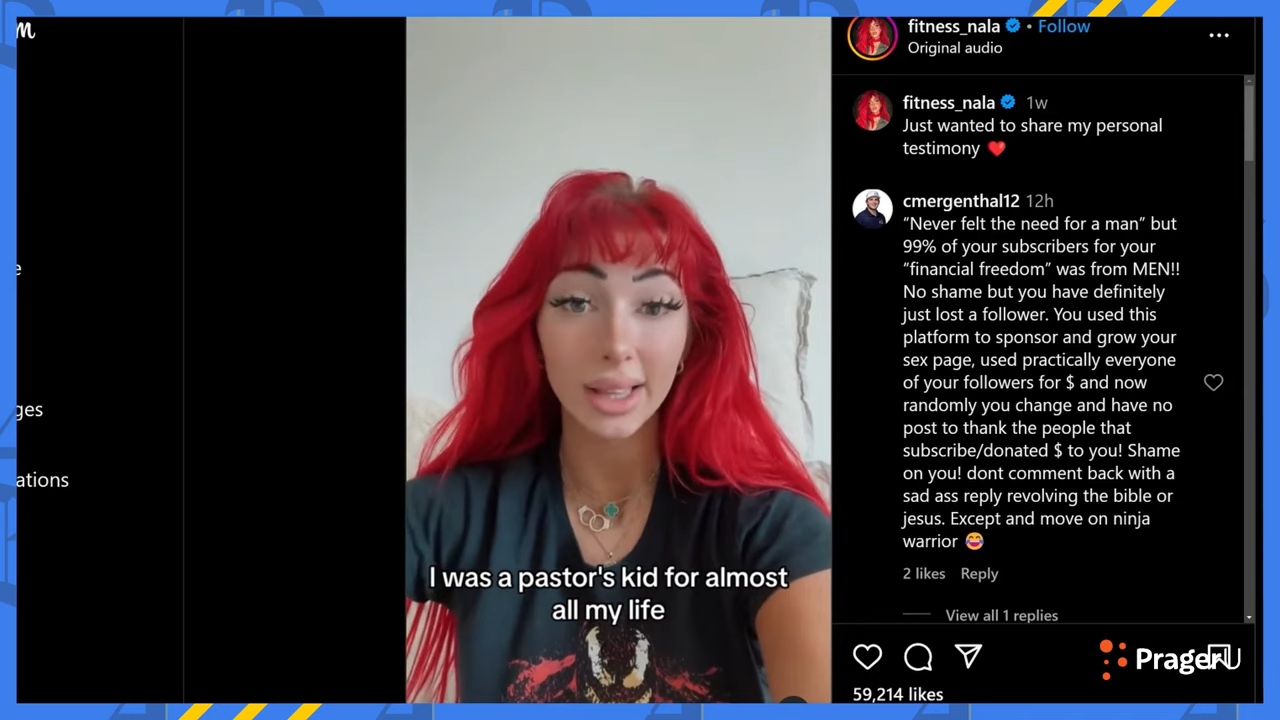 m
fitness_nala • Follow
Original audio
fitness_nala 1w
Just wanted to share my personal
testimony ❤️
cmergenthal12 12h
“Never felt the need for a man” but
99% of your subscribers for your
“financial freedom” was from MEN!!
No shame but you have definitely
just lost a follower. You used this
platform to sponsor and grow your
sex page, used practically everyone
of your followers for $ and now
randomly you change and have no
post to thank the people that
subscribe/donated $ to you! Shame
on you! dont comment back with a
sad ass reply revolving the bible or
jesus. Except and move on ninja
warrior 😂
2 likes Reply
View all 1 replies
59,214 likes
e
ges
ations
I was a pastor's kid for almost
all my life
PragerU